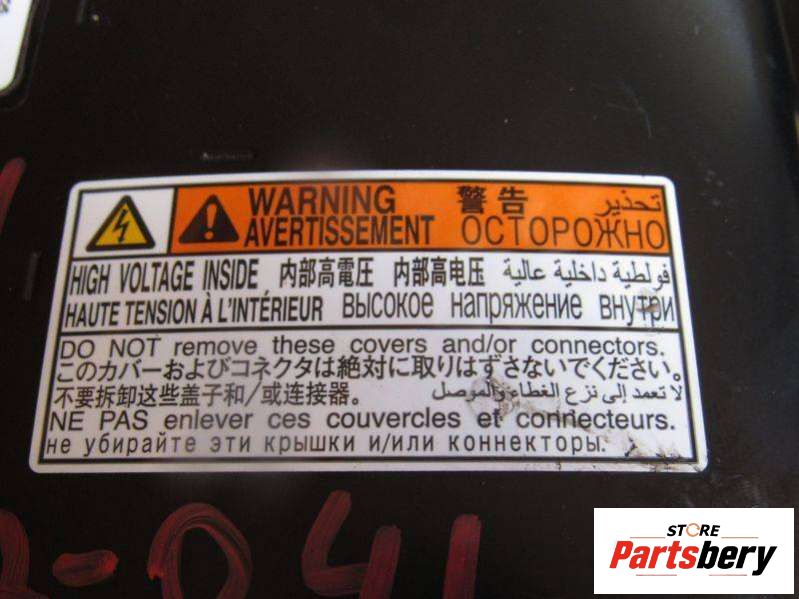 WARNING 警告 تحذير
AVERTISSEMENT ОСТОРОЖНО
HIGH VOLTAGE INSIDE 内部高電圧 内部高电压 فولطية داخلية عالية
HAUTE TENSION À L'INTÉRIEUR Высокое напряжение внутри
DO NOT remove these covers and/or connectors.
このカバーおよびコネクタは絶対に取りはずさないでください。
不要拆卸这些盖子和/或连接器。 لا تعمد إلى نزع الغطاء والموصل
NE PAS enlever ces couvercles et connecteurs.
не убирайте эти крышки и/или коннекторы.
-041
STORE
Partsbery